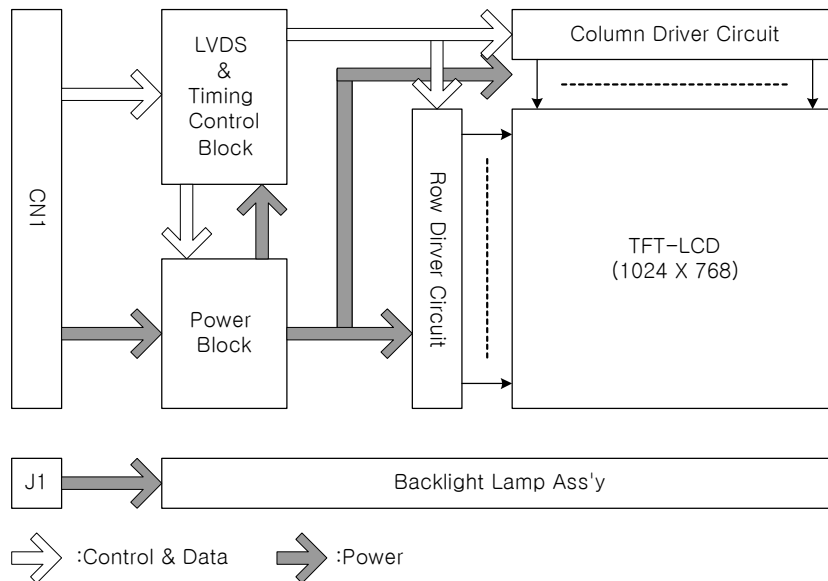 LVDS
&
Timing
Control
Block
Column Driver Circuit
CN1
Row Dirver Circuit
TFT-LCD
(1024 X 768)
Power
Block
J1
Backlight Lamp Ass'y
:Control & Data
:Power